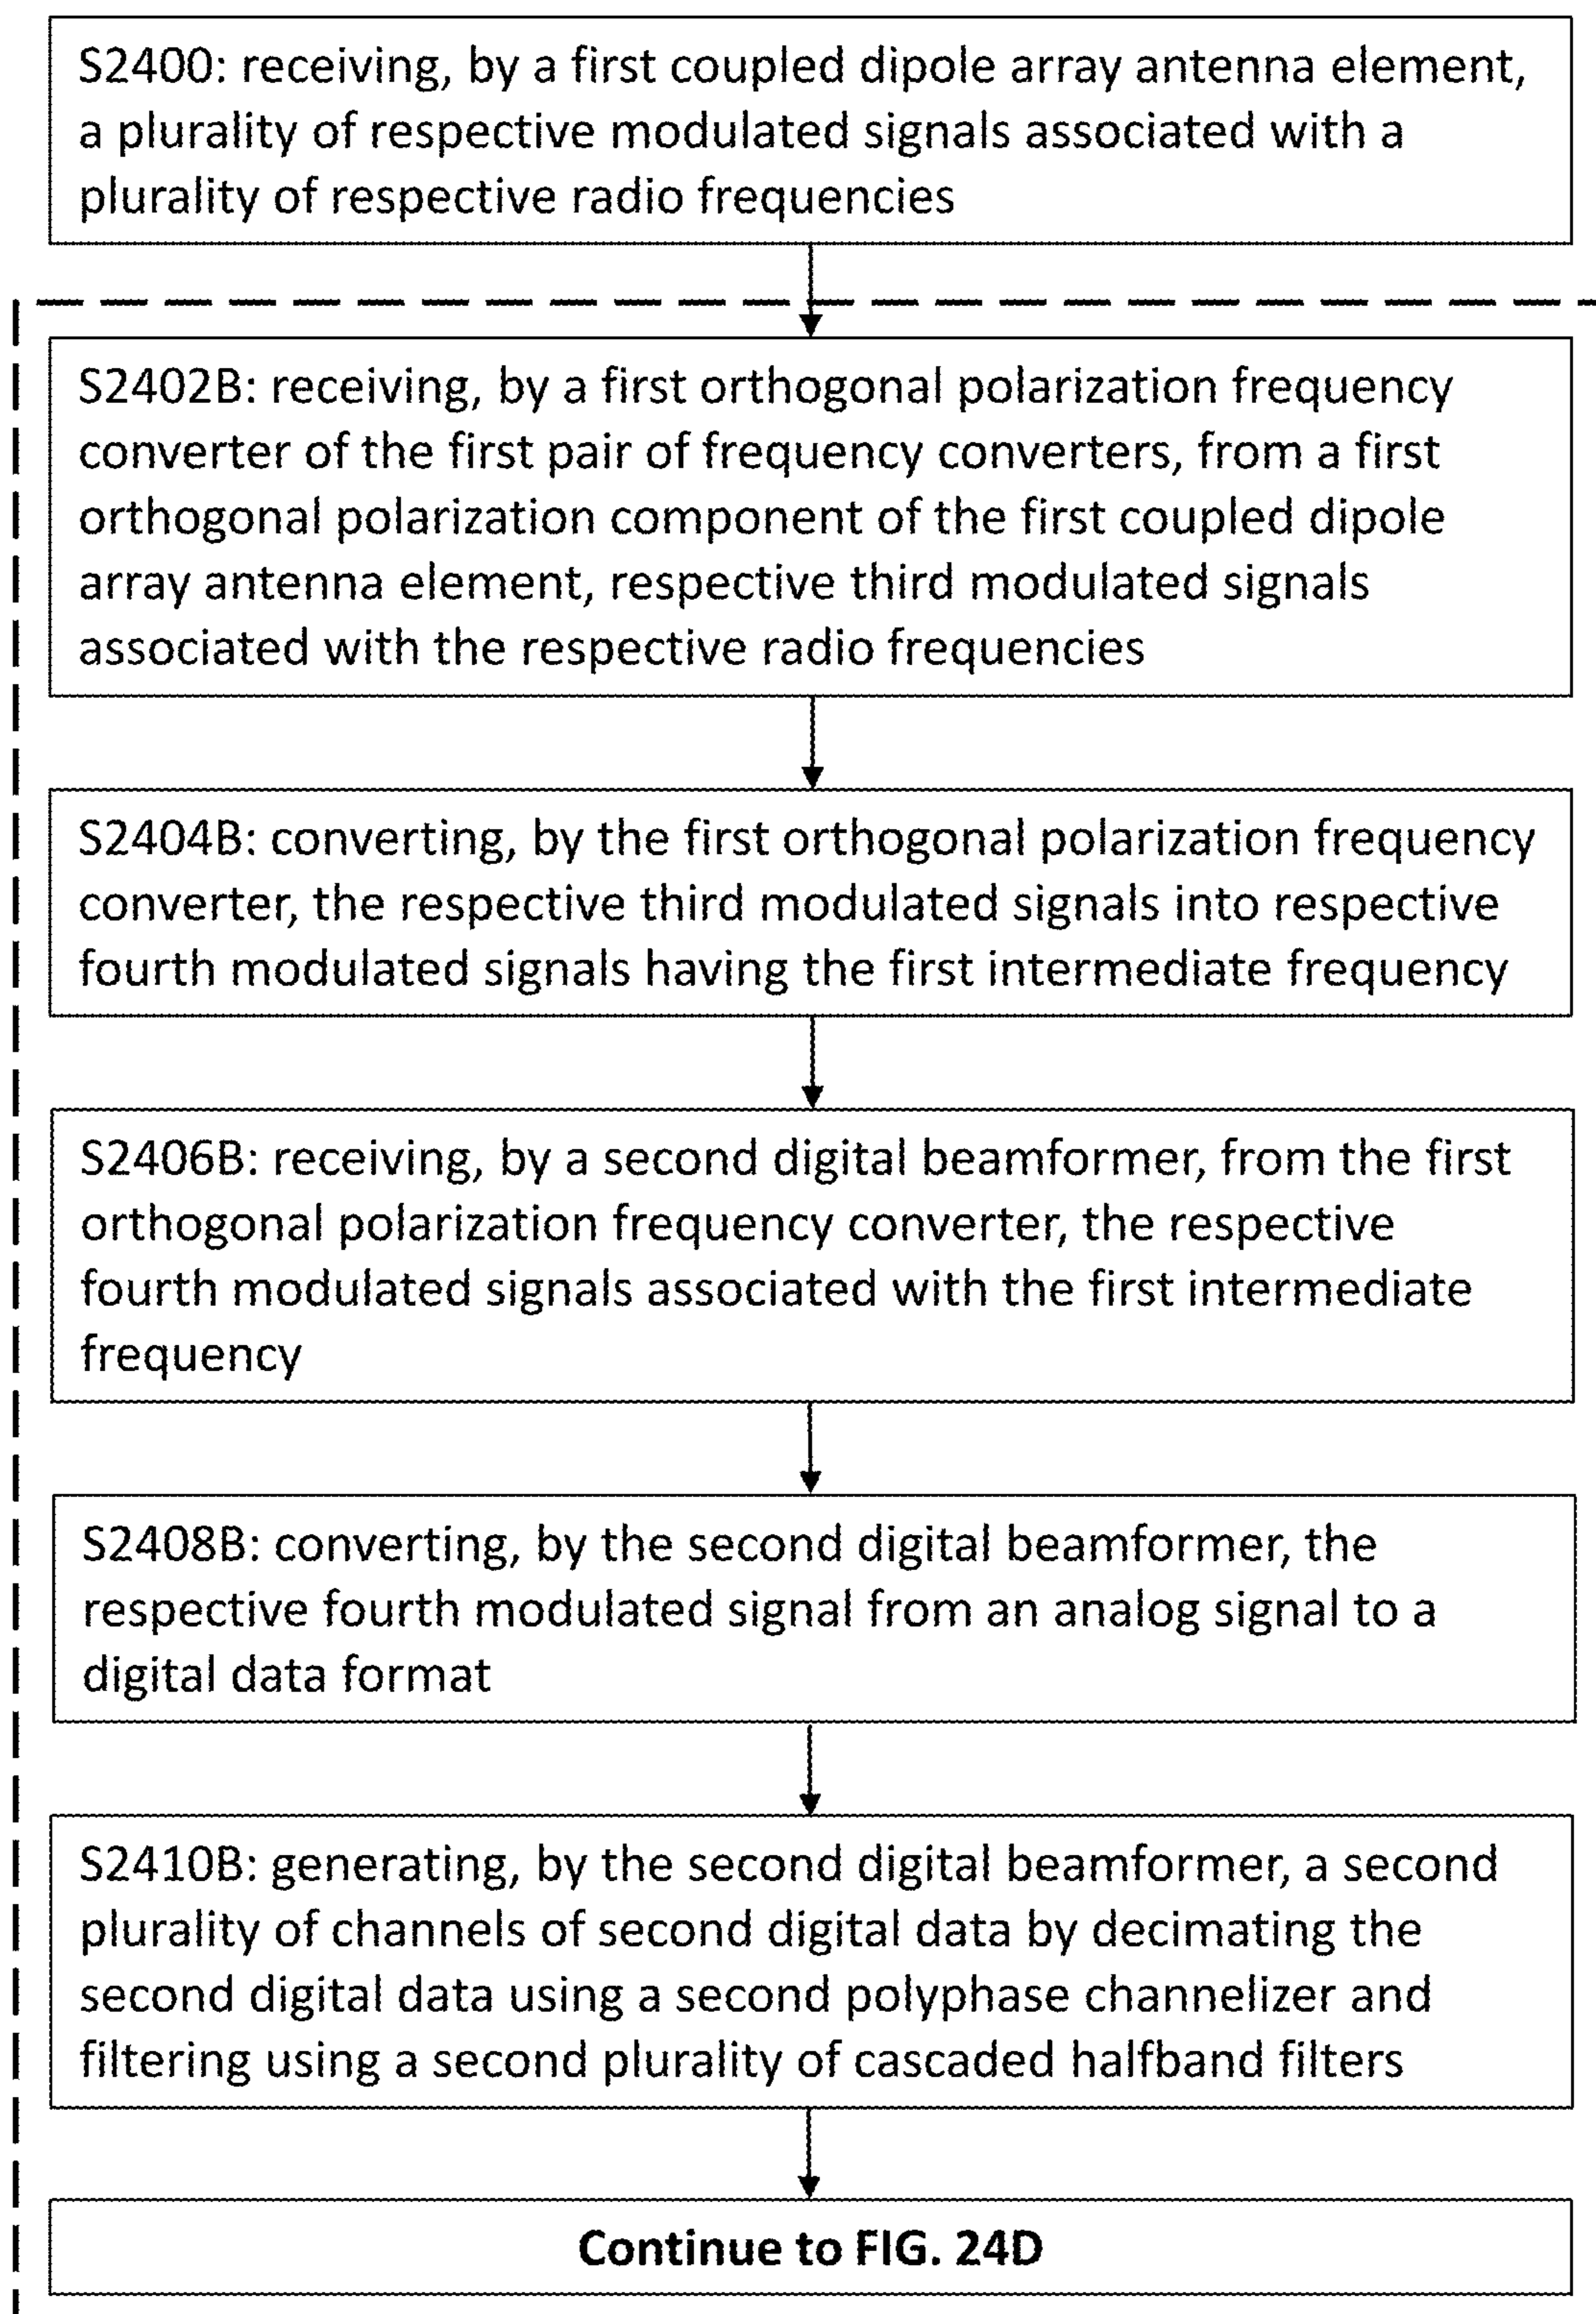 S2400: receiving, by a first coupled dipole array antenna element,
a plurality of respective modulated signals associated with a
plurality of respective radio frequencies
S2402B: receiving, by a first orthogonal polarization frequency
converter of the first pair of frequency converters, from a first
orthogonal polarization component of the first coupled dipole
array antenna element, respective third modulated signals
associated with the respective radio frequencies
S2404B: converting, by the first orthogonal polarization frequency
converter, the respective third modulated signals into respective
fourth modulated signals having the first intermediate frequency
S2406B: receiving, by a second digital beamformer, from the first
orthogonal polarization frequency converter, the respective
fourth modulated signals associated with the first intermediate
frequency
S2408B: converting, by the second digital beamformer, the
respective fourth modulated signal from an analog signal to a
digital data format
S2410B: generating, by the second digital beamformer, a second
plurality of channels of second digital data by decimating the
second digital data using a second polyphase channelizer and
filtering using a second plurality of cascaded halfband filters
Continue to FIG. 24D